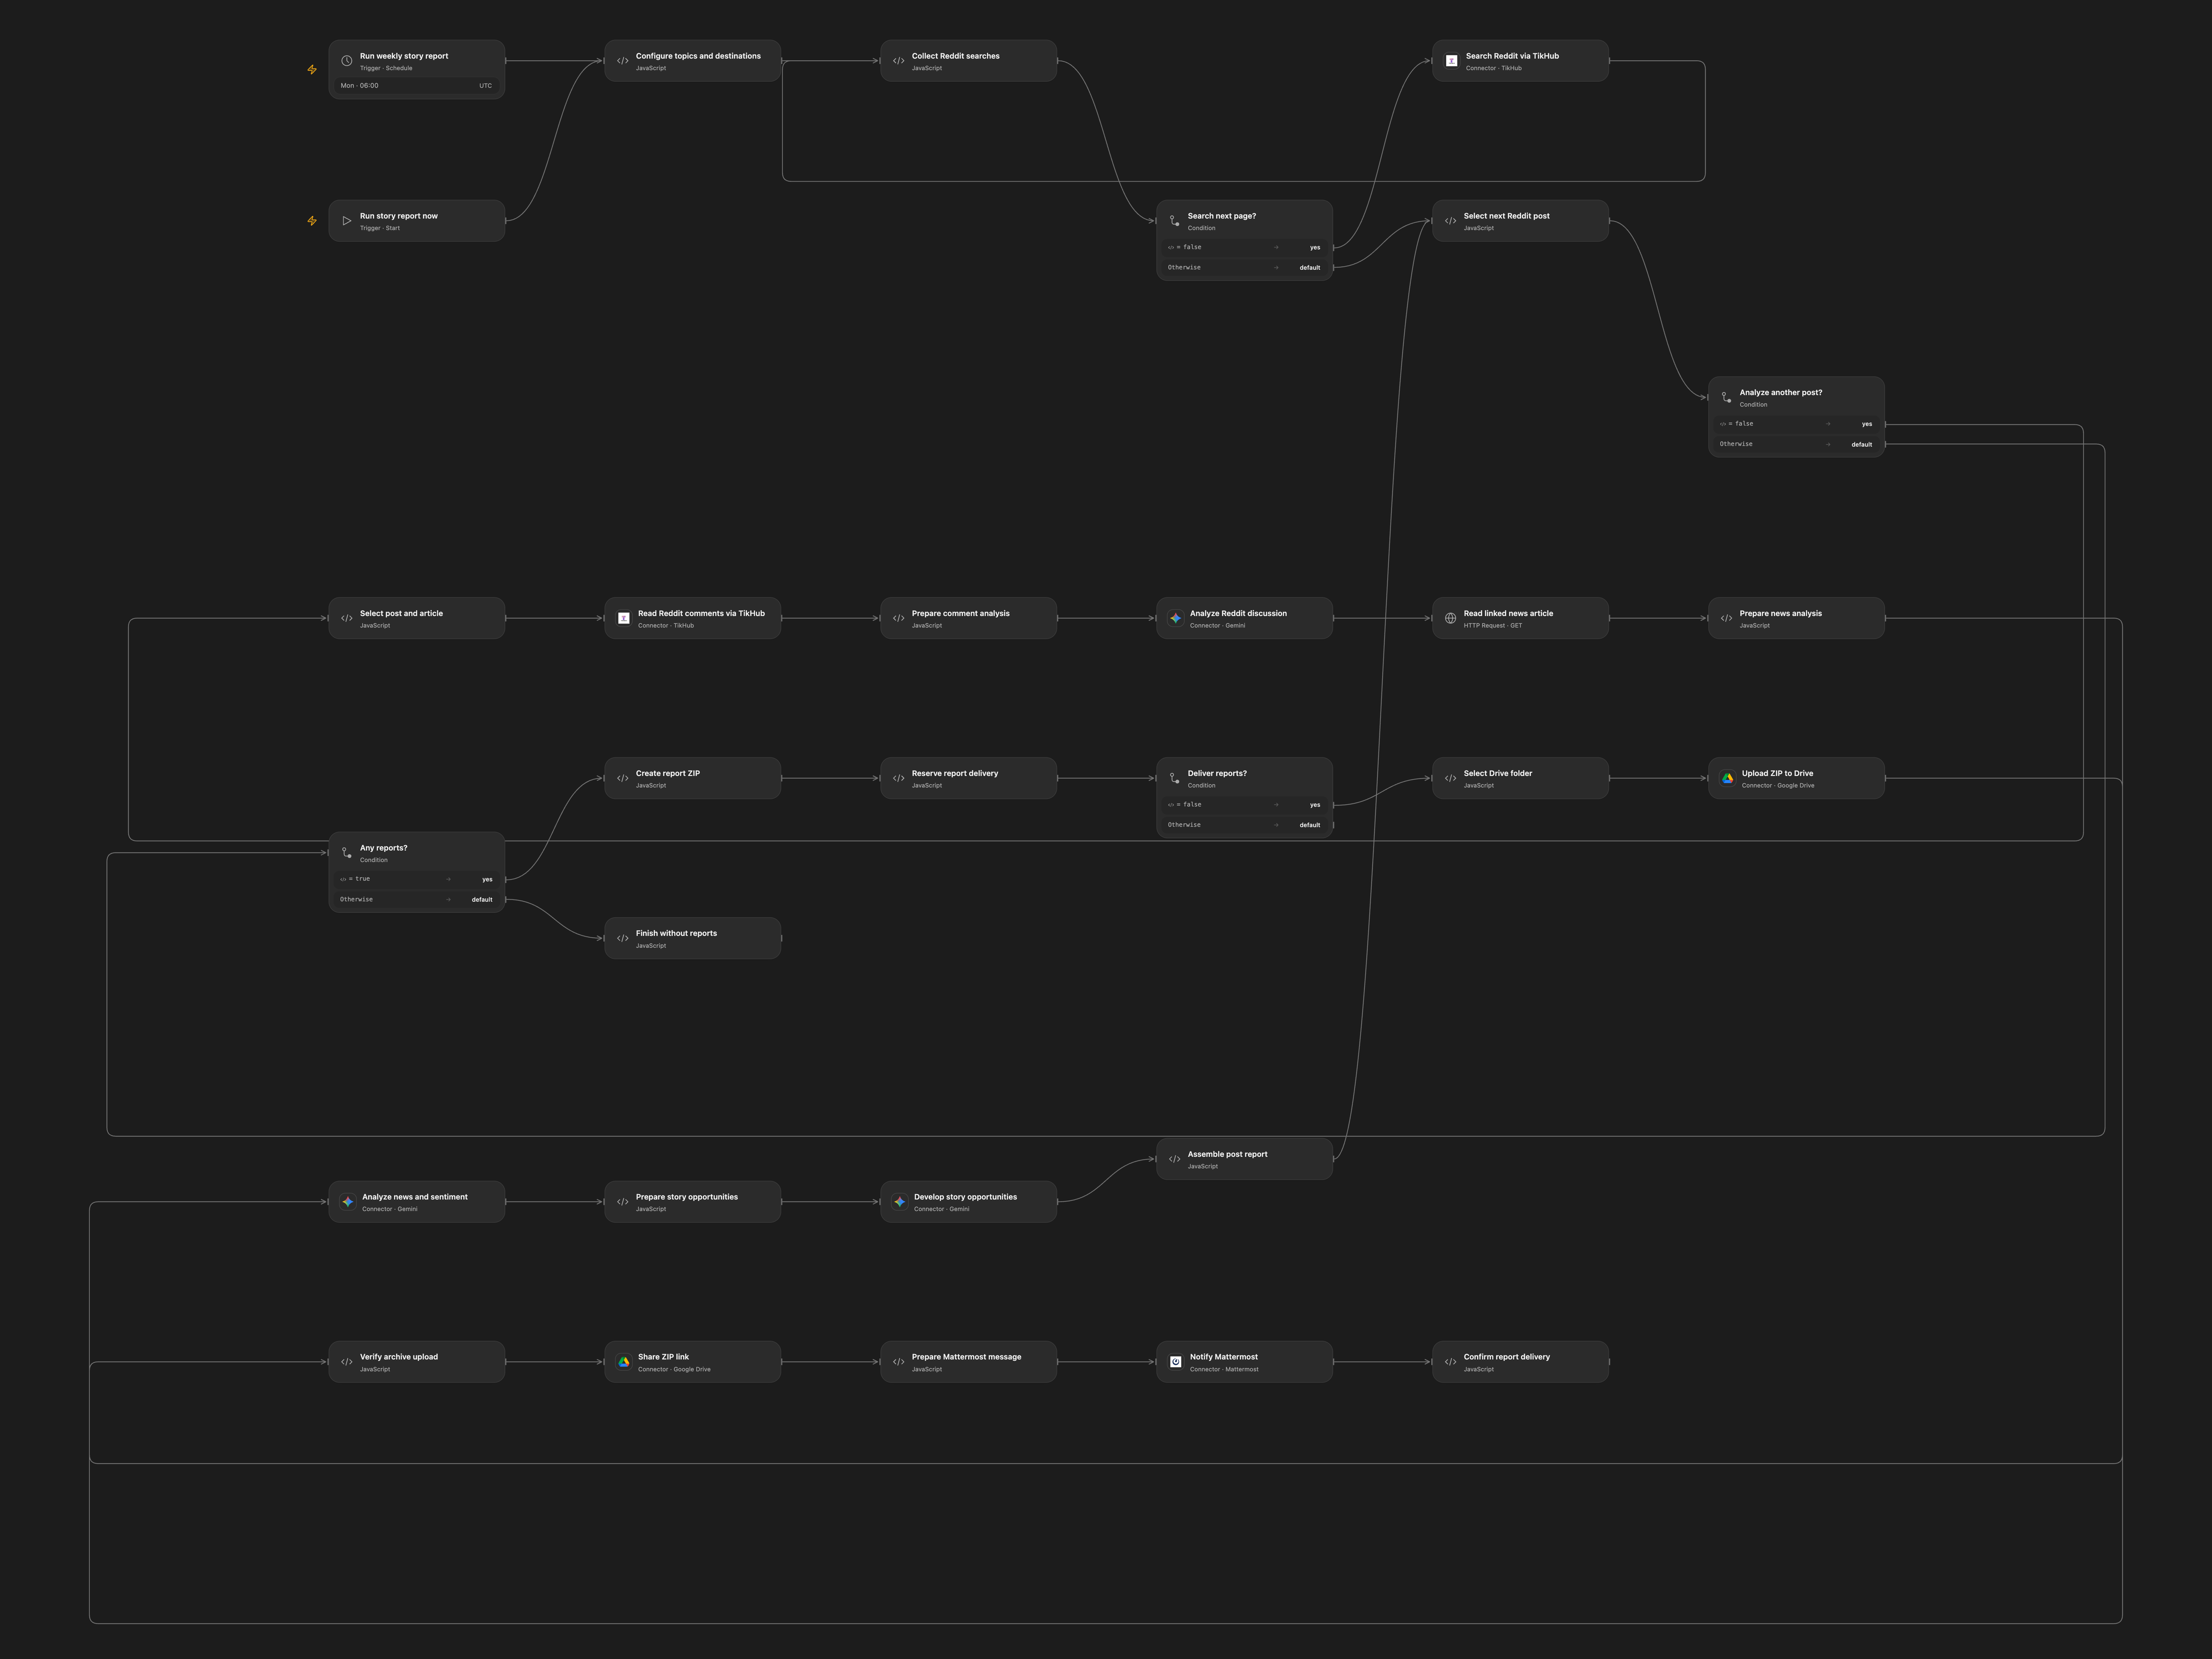 Run weekly story report
Trigger · Schedule
Mon · 06:00 UTC
Configure topics and destinations
JavaScript
Collect Reddit searches
JavaScript
Search Reddit via TikHub
Connector · TikHub
Run story report now
Trigger · Start
Search next page?
Condition
</> = false → yes
Otherwise → default
Select next Reddit post
JavaScript
Analyze another post?
Condition
</> = false → yes
Otherwise → default
Select post and article
JavaScript
Read Reddit comments via TikHub
Connector · TikHub
Prepare comment analysis
JavaScript
Analyze Reddit discussion
Connector · Gemini
Read linked news article
HTTP Request · GET
Prepare news analysis
JavaScript
Create report ZIP
JavaScript
Reserve report delivery
JavaScript
Deliver reports?
Condition
</> = false → yes
Otherwise → default
Select Drive folder
JavaScript
Upload ZIP to Drive
Connector · Google Drive
Any reports?
Condition
</> = true → yes
Otherwise → default
Finish without reports
JavaScript
Assemble post report
JavaScript
Analyze news and sentiment
Connector · Gemini
Prepare story opportunities
JavaScript
Develop story opportunities
Connector · Gemini
Verify archive upload
JavaScript
Share ZIP link
Connector · Google Drive
Prepare Mattermost message
JavaScript
Notify Mattermost
Connector · Mattermost
Confirm report delivery
JavaScript